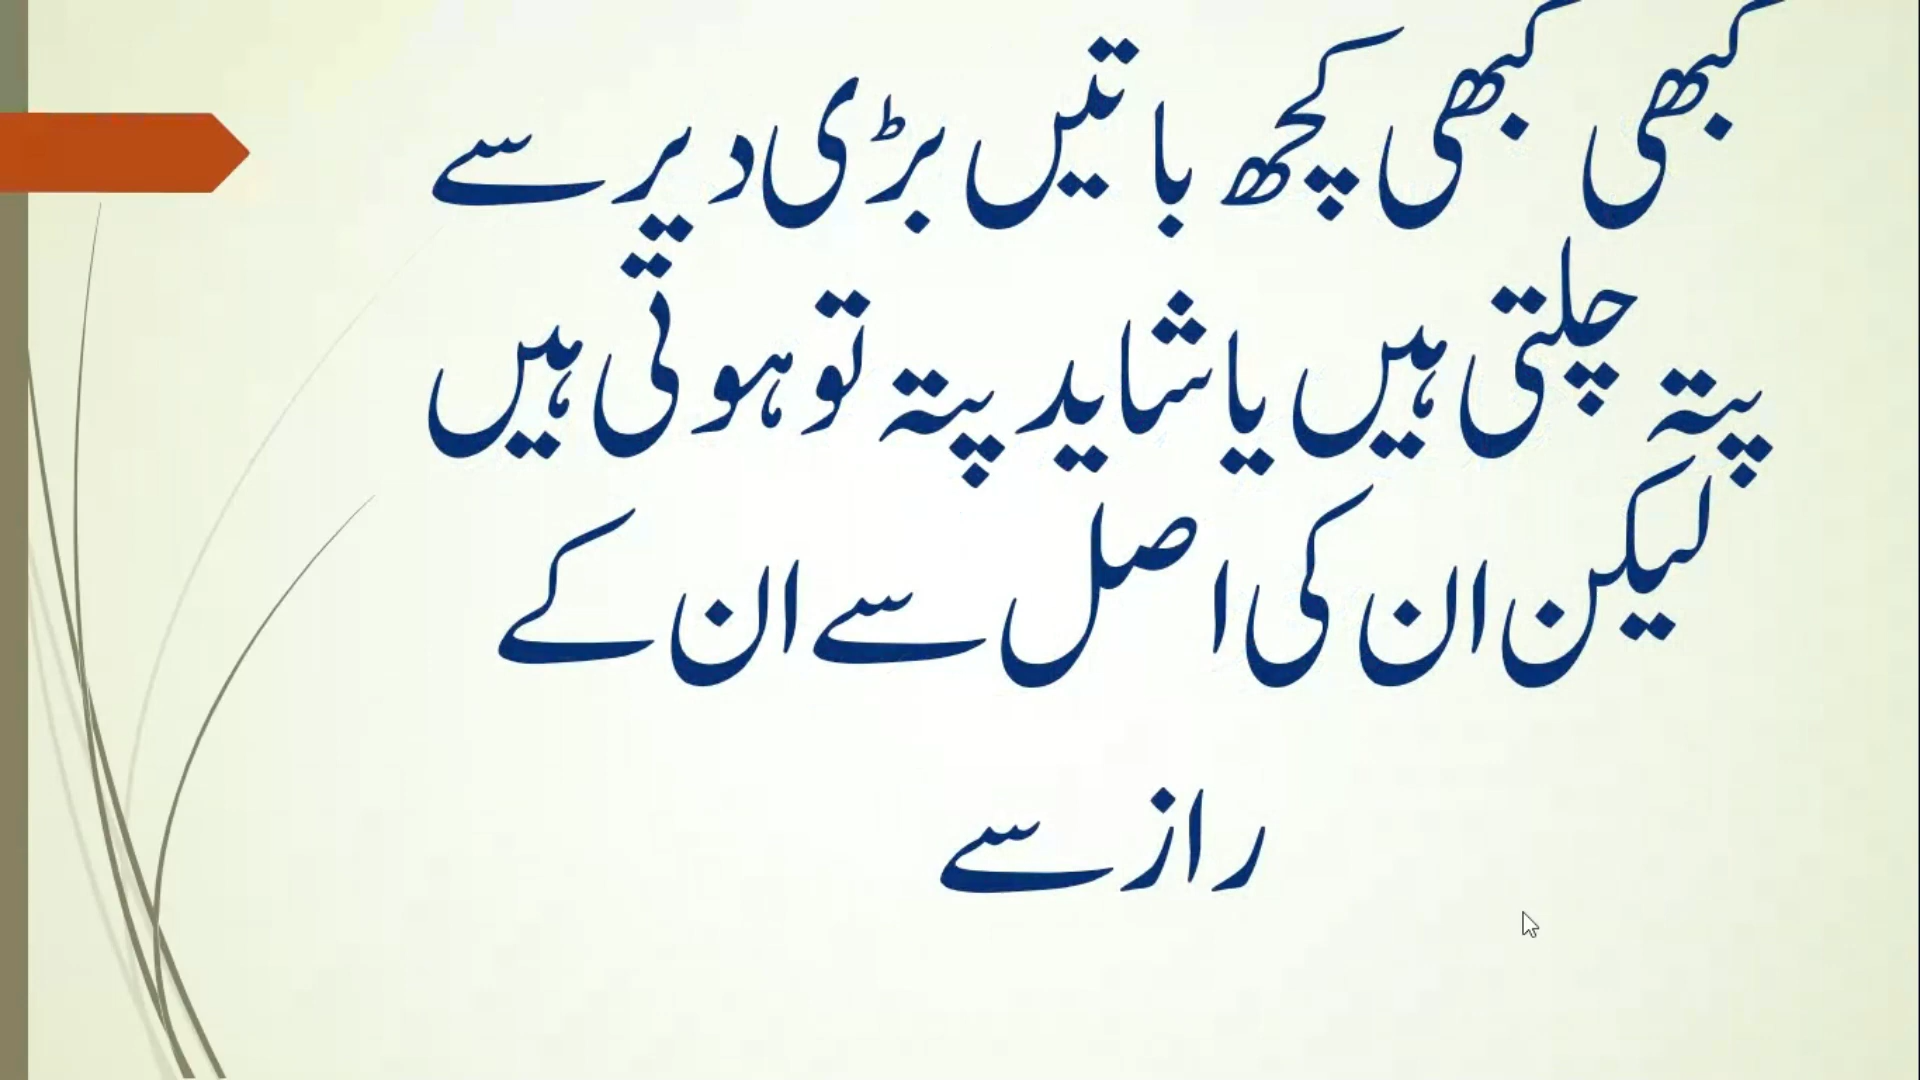 کبھی کبھی کچھ باتیں بڑی دیر سے
پتہ چلتی ہیں یا شاید پتہ تو ہوتی ہیں
لیکن ان کی اصل سے ان کے
راز سے